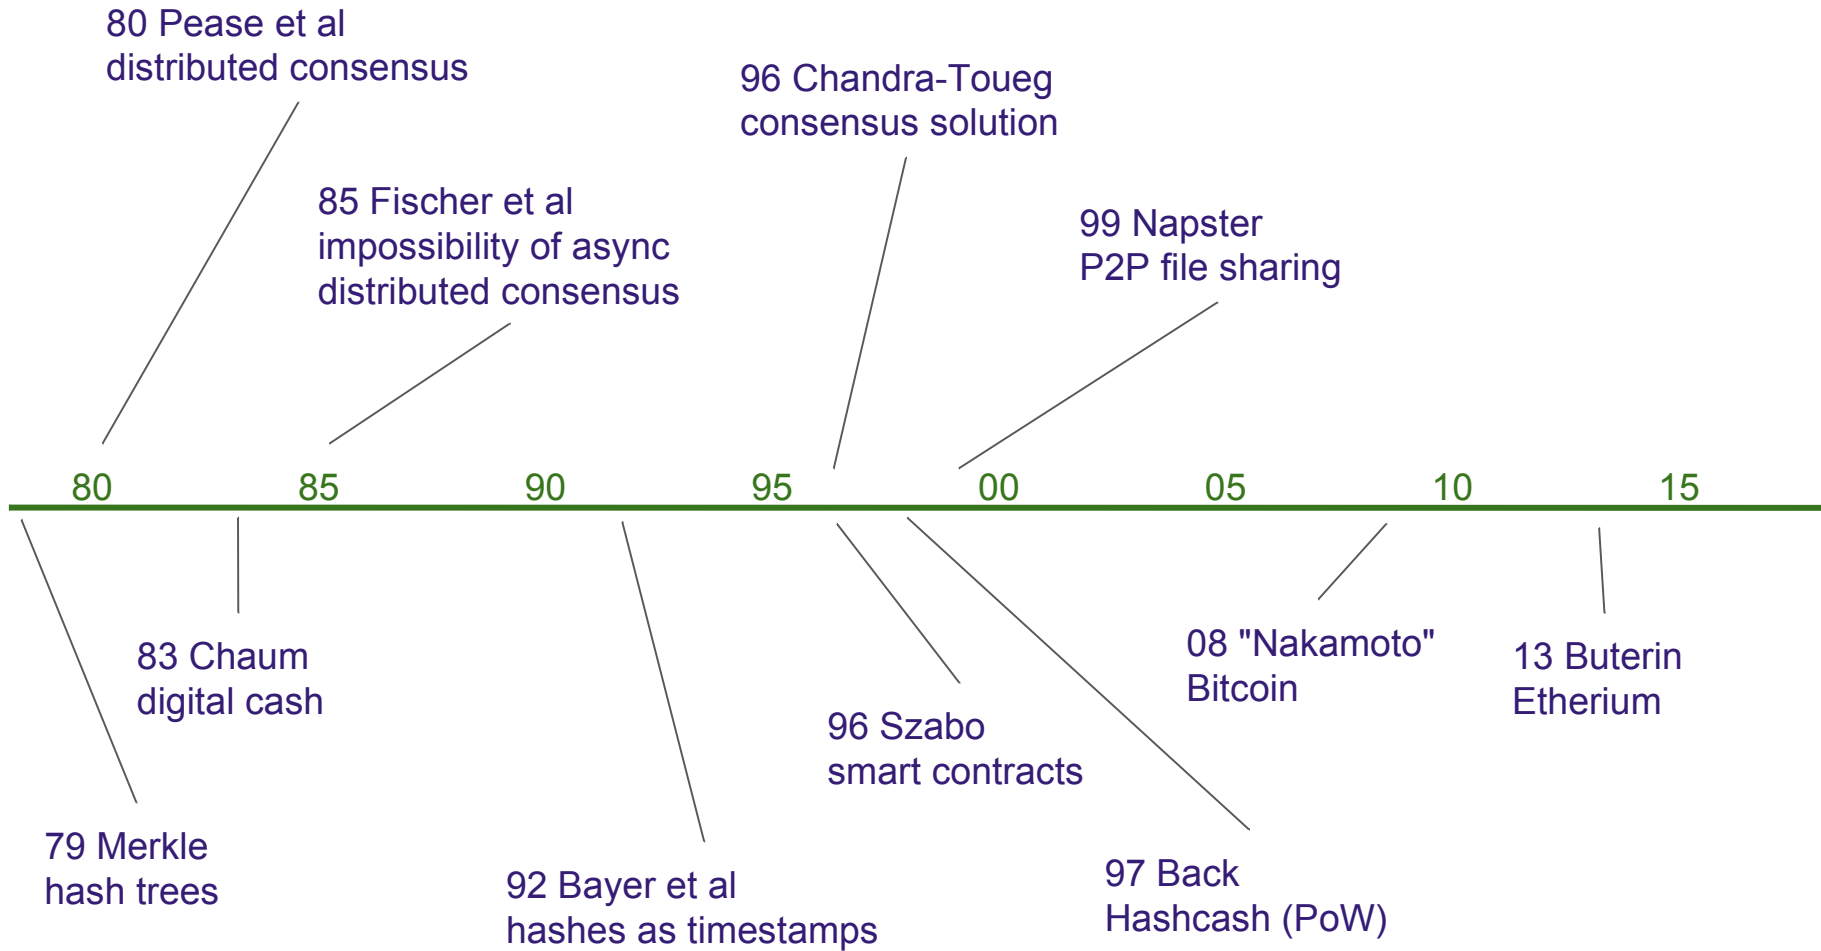 80 Pease et al
distributed consensus
96 Chandra-Toueg
consensus solution
85 Fischer et al
impossibility of async
distributed consensus
99 Napster
P2P file sharing
80 85 90 95 00 05 10 15
83 Chaum
digital cash
08 "Nakamoto"
Bitcoin
13 Buterin
Etherium
96 Szabo
smart contracts
79 Merkle
hash trees
92 Bayer et al
hashes as timestamps
97 Back
Hashcash (PoW)